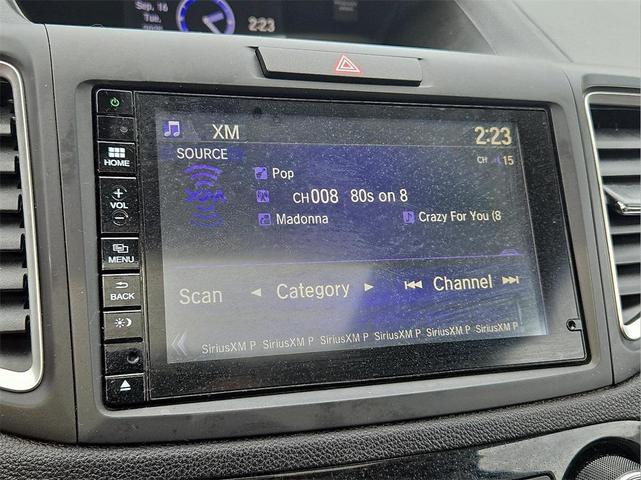 Sep. 16
Tue.
2:23
XM
2:23
SOURCE
CH 15
Pop
XM
CH008 80s on 8
Madonna
Crazy For You (8
Scan
Category
Channel
SiriusXM P
SiriusXM P
SiriusXM P
SiriusXM P
SiriusXM P
SiriusXM P
HOME
+
VOL
−
MENU
BACK